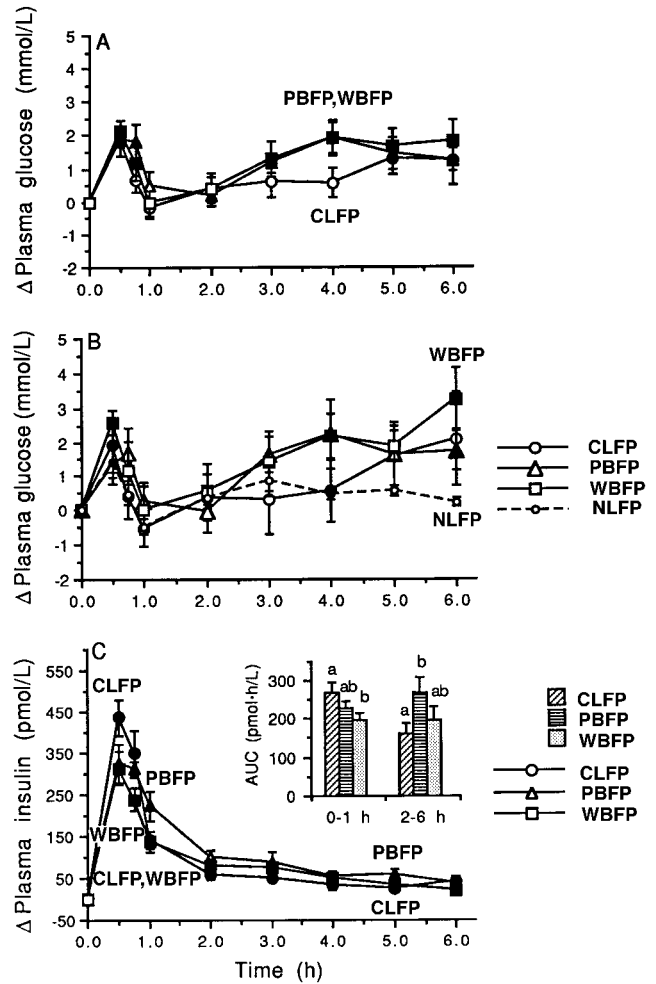 A
Δ Plasma glucose (mmol/L)
5
4
3
2
1
0
-1
-2
PBFP,WBFP
CLFP
0.0 1.0 2.0 3.0 4.0 5.0 6.0
B
Δ Plasma glucose (mmol/L)
5
4
3
2
1
0
-1
-2
WBFP
NLFP
0.0 1.0 2.0 3.0 4.0 5.0 6.0
CLFP
PBFP
WBFP
NLFP
C
Δ Plasma insulin (pmol/L)
550
450
350
250
150
50
-50
CLFP
PBFP
WBFP
CLFP,WBFP
PBFP
CLFP
AUC (pmol·h/L)
300
200
100
0
a ab b
a b ab
0-1 h 2-6 h
CLFP
PBFP
WBFP
CLFP
PBFP
WBFP
0.0 1.0 2.0 3.0 4.0 5.0 6.0
Time (h)